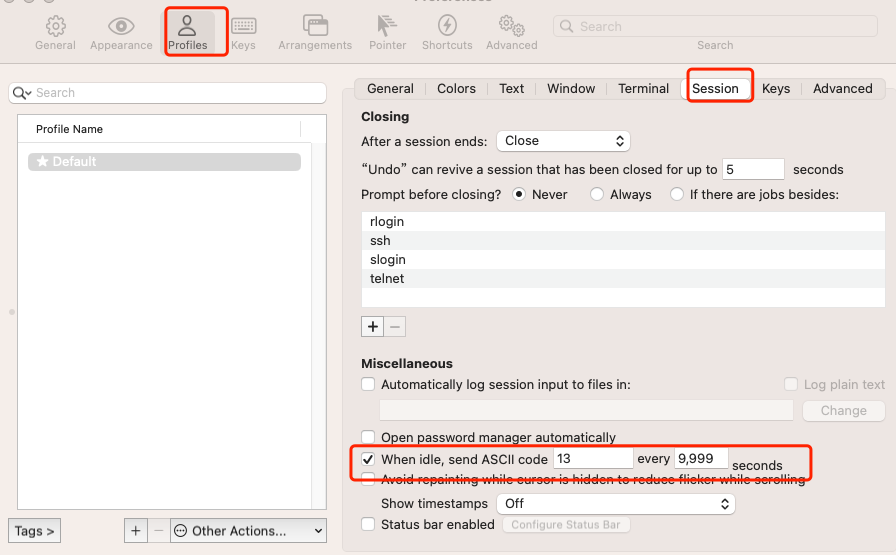 Preferences
General Appearance Profiles Keys Arrangements Pointer Shortcuts Advanced Search
Search
Search
Profile Name
★ Default
Tags >
+ − Other Actions...
General Colors Text Window Terminal Session Keys Advanced
Closing
After a session ends: Close
“Undo” can revive a session that has been closed for up to 5 seconds
Prompt before closing? Never Always If there are jobs besides:
rlogin
ssh
slogin
telnet
+ −
Miscellaneous
Automatically log session input to files in: Log plain text
Change
Open password manager automatically
When idle, send ASCII code 13 every 9,999 seconds
Avoid repainting while cursor is hidden to reduce flicker while scrolling
Show timestamps Off
Status bar enabled Configure Status Bar